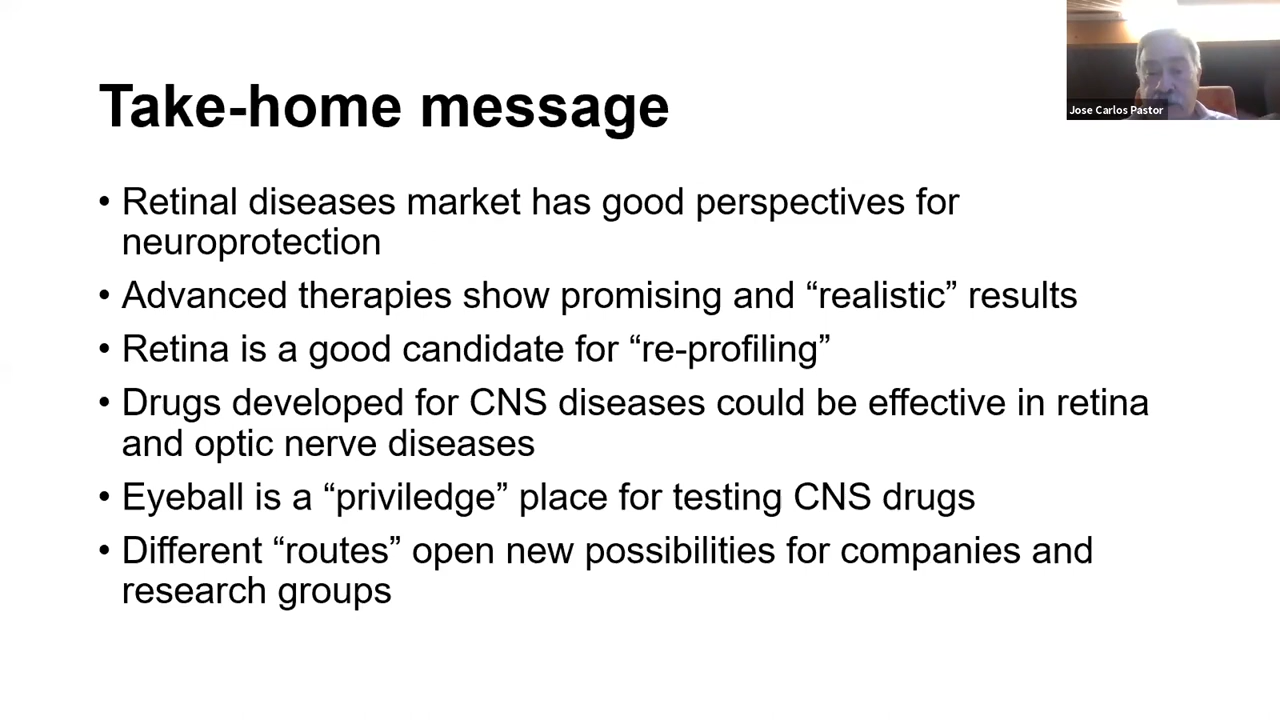 Take-home message
Jose Carlos Pastor
• Retinal diseases market has good perspectives for
neuroprotection
• Advanced therapies show promising and “realistic” results
• Retina is a good candidate for “re-profiling”
• Drugs developed for CNS diseases could be effective in retina
and optic nerve diseases
• Eyeball is a “priviledge” place for testing CNS drugs
• Different “routes” open new possibilities for companies and
research groups